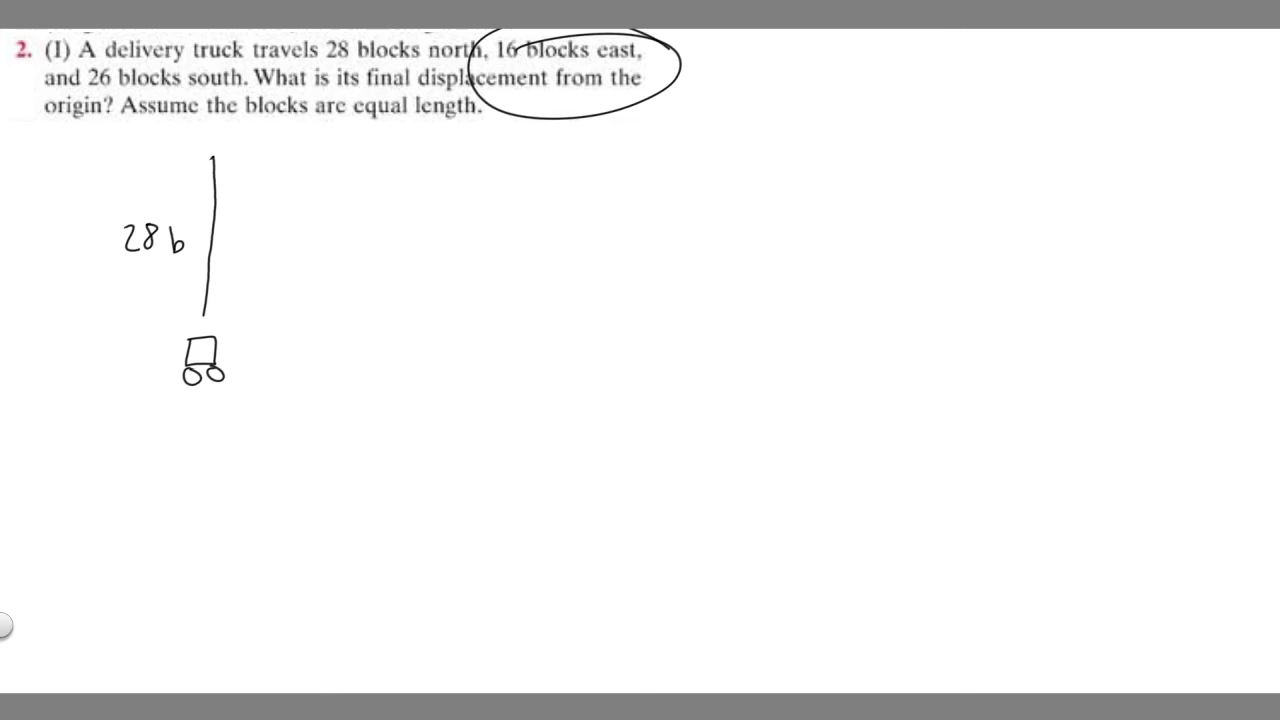 2. (I) A delivery truck travels 28 blocks north, 16 blocks east,
and 26 blocks south. What is its final displacement from the
origin? Assume the blocks are equal length.
28 b